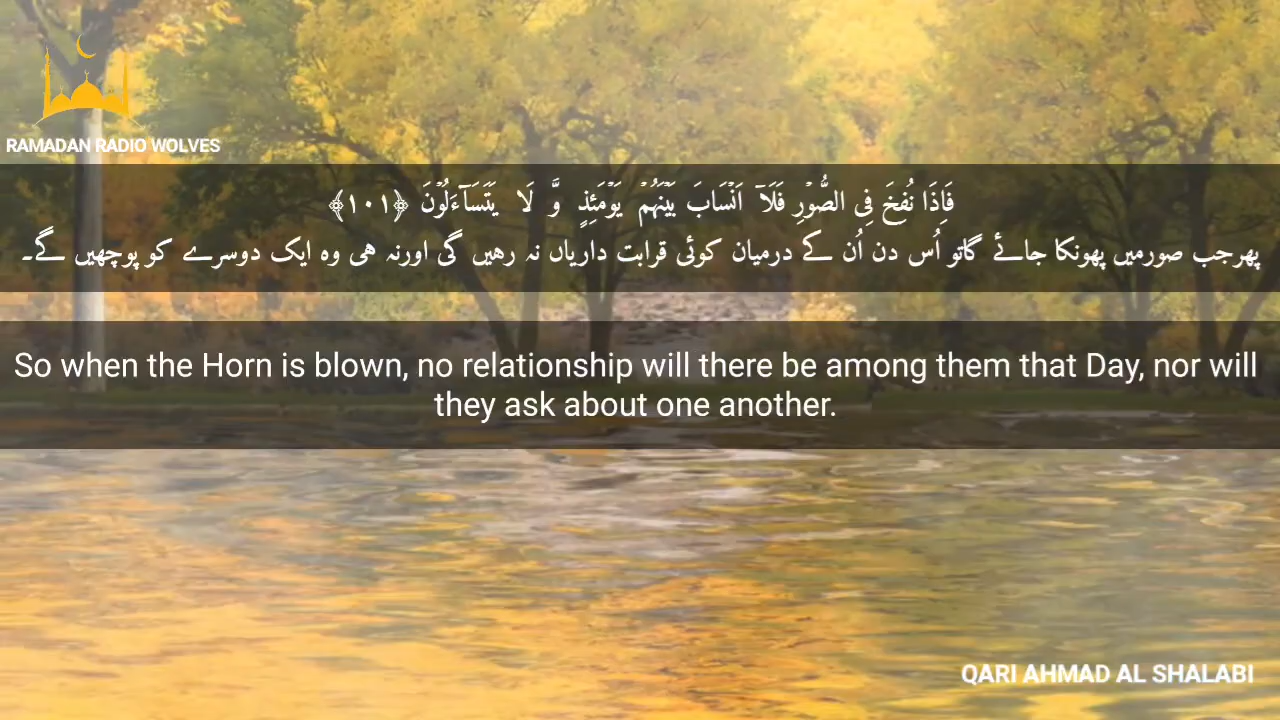 RAMADAN RADIO WOLVES
فَاِذَا نُفِخَ فِی الصُّوۡرِ فَلَاۤ اَنۡسَابَ بَیۡنَہُمۡ یَوۡمَئِذٍ وَّ لَا یَتَسَآءَلُوۡنَ ﴿۱۰۱﴾
پھرجب صورمیں پھونکا جائے گاتو اُس دن اُن کے درمیان کوئی قرابت داریاں نہ رھیں گی اورنہ ھی وہ ایک دوسرے کو پوچھیں گے۔
So when the Horn is blown, no relationship will there be among them that Day, nor will
they ask about one another.
QARI AHMAD AL SHALABI